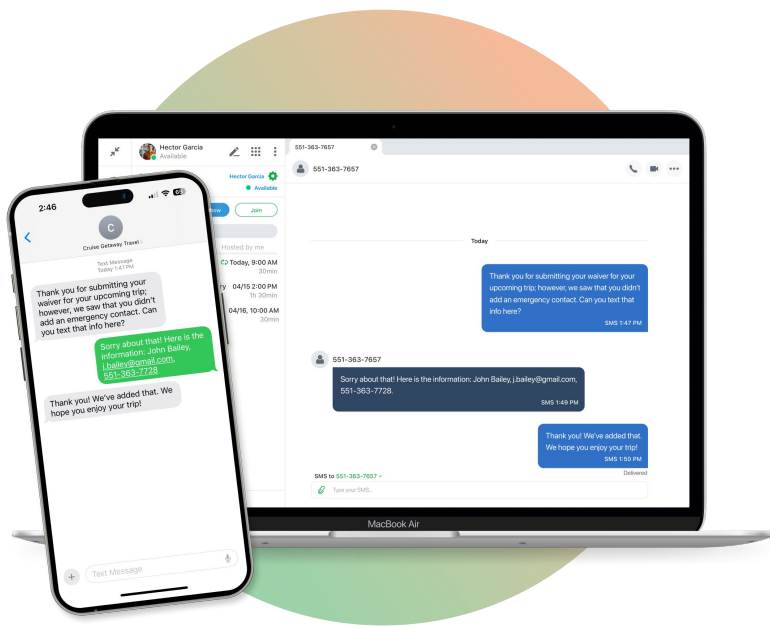 Hector Garcia
Available
Hector Garcia
Available
Join
Hosted by me
Today, 9:00 AM
30min
04/15 2:00 PM
1h 30min
04/16, 10:00 AM
30min
551-363-7657
551-363-7657
Today
Thank you for submitting your waiver for your
upcoming trip; however, we saw that you didn't
add an emergency contact. Can you text that
info here?
SMS 1:47 PM
551-363-7657
Sorry about that! Here is the information: John Bailey, j.bailey@gmail.com,
551-363-7728.
SMS 1:49 PM
Thank you! We've added that.
We hope you enjoy your trip!
SMS 1:50 PM
Delivered
SMS to 551-363-7657
Type your SMS...
MacBook Air
2:46
C
Cruise Getaway Travel
Text Message
Today 1:47 PM
Thank you for submitting your
waiver for your upcoming trip;
however, we saw that you didn't
add an emergency contact. Can
you text that info here?
Sorry about that! Here is the
information: John Bailey,
j.bailey@gmail.com,
551-363-7728
Thank you! We've added that. We
hope you enjoy your trip!
Text Message